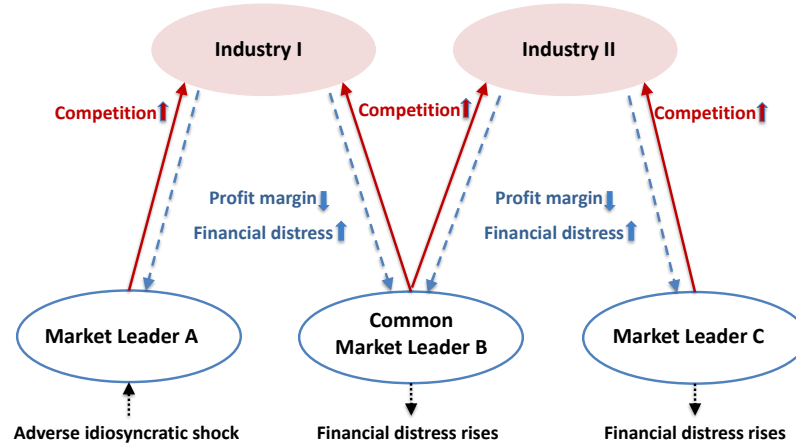 Industry I
Industry II
Competition
Competition
Competition
Profit margin
Financial distress
Profit margin
Financial distress
Market Leader A
Common
Market Leader B
Market Leader C
Adverse idiosyncratic shock
Financial distress rises
Financial distress rises